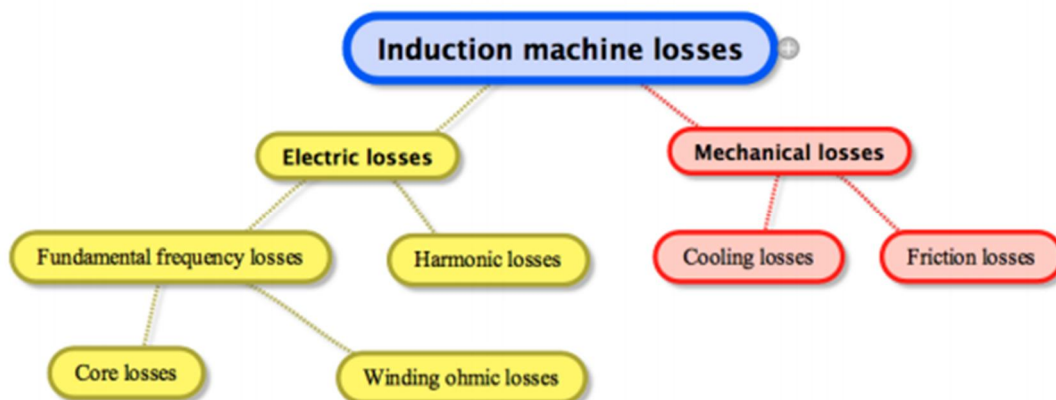 Induction machine losses
Electric losses
Mechanical losses
Fundamental frequency losses
Harmonic losses
Cooling losses
Friction losses
Core losses
Winding ohmic losses